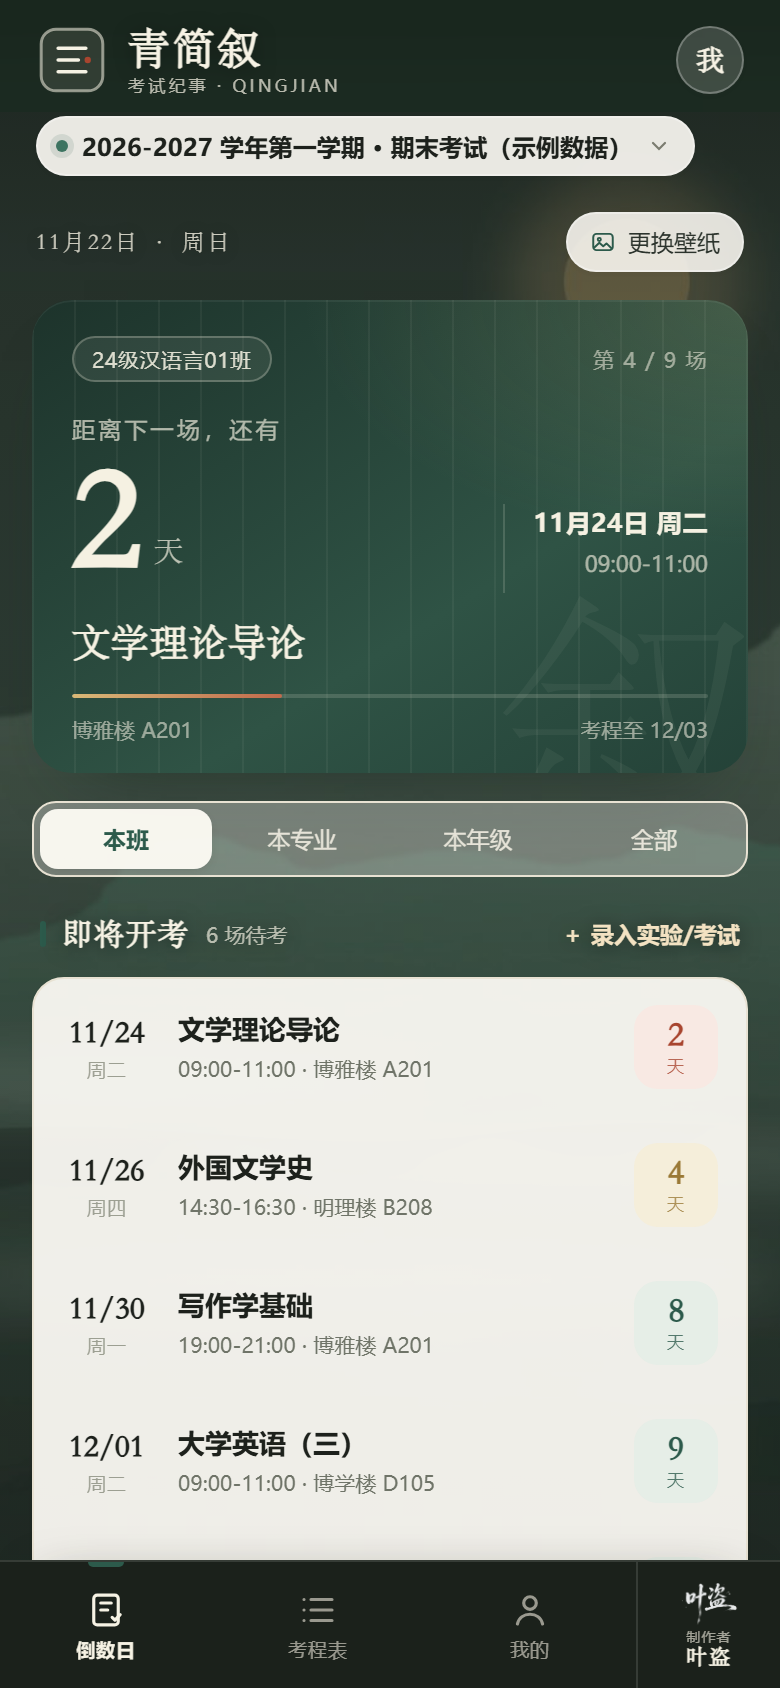 青简叙
考试纪事 · QINGJIAN
我
2026-2027 学年第一学期 • 期末考试（示例数据）
11月22日 · 周日
更换壁纸
24级汉语言01班
第 4 / 9 场
距离下一场，还有
2 天
11月24日 周二
09:00-11:00
文学理论导论
叙
博雅楼 A201
考程至 12/03
本班
本专业
本年级
全部
即将开考 6 场待考
+ 录入实验/考试
11/24
周二
文学理论导论
09:00-11:00 · 博雅楼 A201
2
天
11/26
周四
外国文学史
14:30-16:30 · 明理楼 B208
4
天
11/30
周一
写作学基础
19:00-21:00 · 博雅楼 A201
8
天
12/01
周二
大学英语（三）
09:00-11:00 · 博学楼 D105
9
天
倒数日
考程表
我的
叶盗
制作者
叶盗